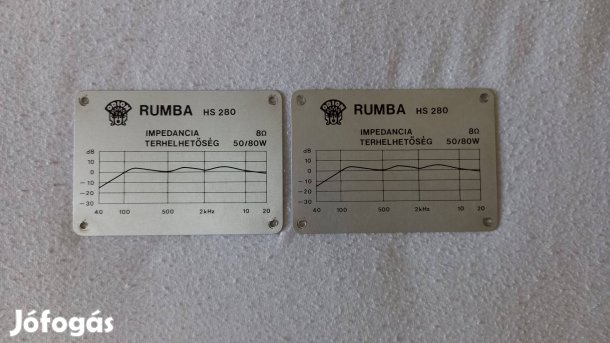 ORION
RUMBA HS 280
IMPEDANCIA 8Ω
TERHELHETŐSÉG 50/80W
dB
10
0
-10
-20
-30
40 100 500 2kHz 10 20
ORION
RUMBA HS 280
IMPEDANCIA 8Ω
TERHELHETŐSÉG 50/80W
dB
10
0
-10
-20
-30
40 100 500 2kHz 10 20
Jófogás